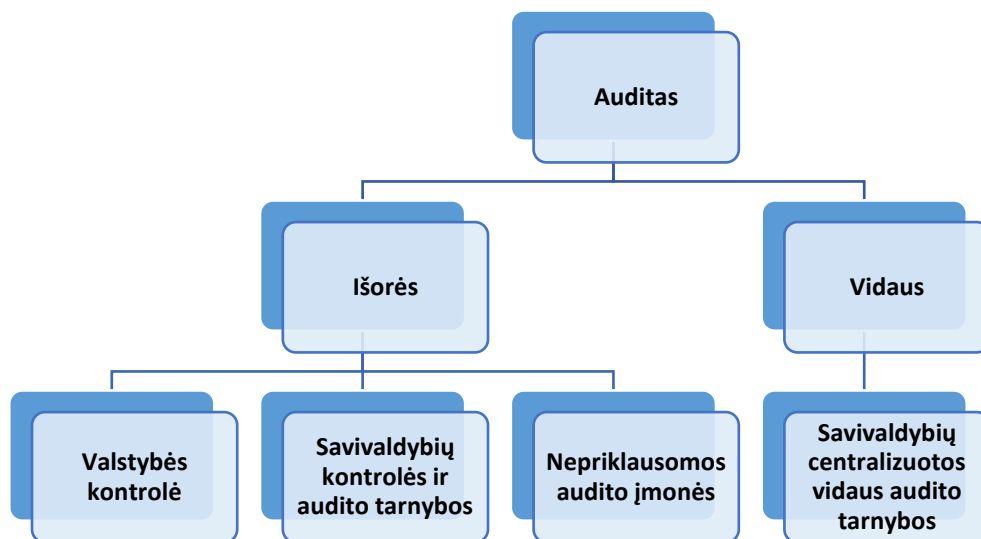 Auditas
Išorės
Vidaus
Valstybės
kontrolė
Savivaldybių
kontrolės ir
audito tarnybos
Nepriklausomos
audito įmonės
Savivaldybių
centralizuotos
vidaus audito
tarnybos